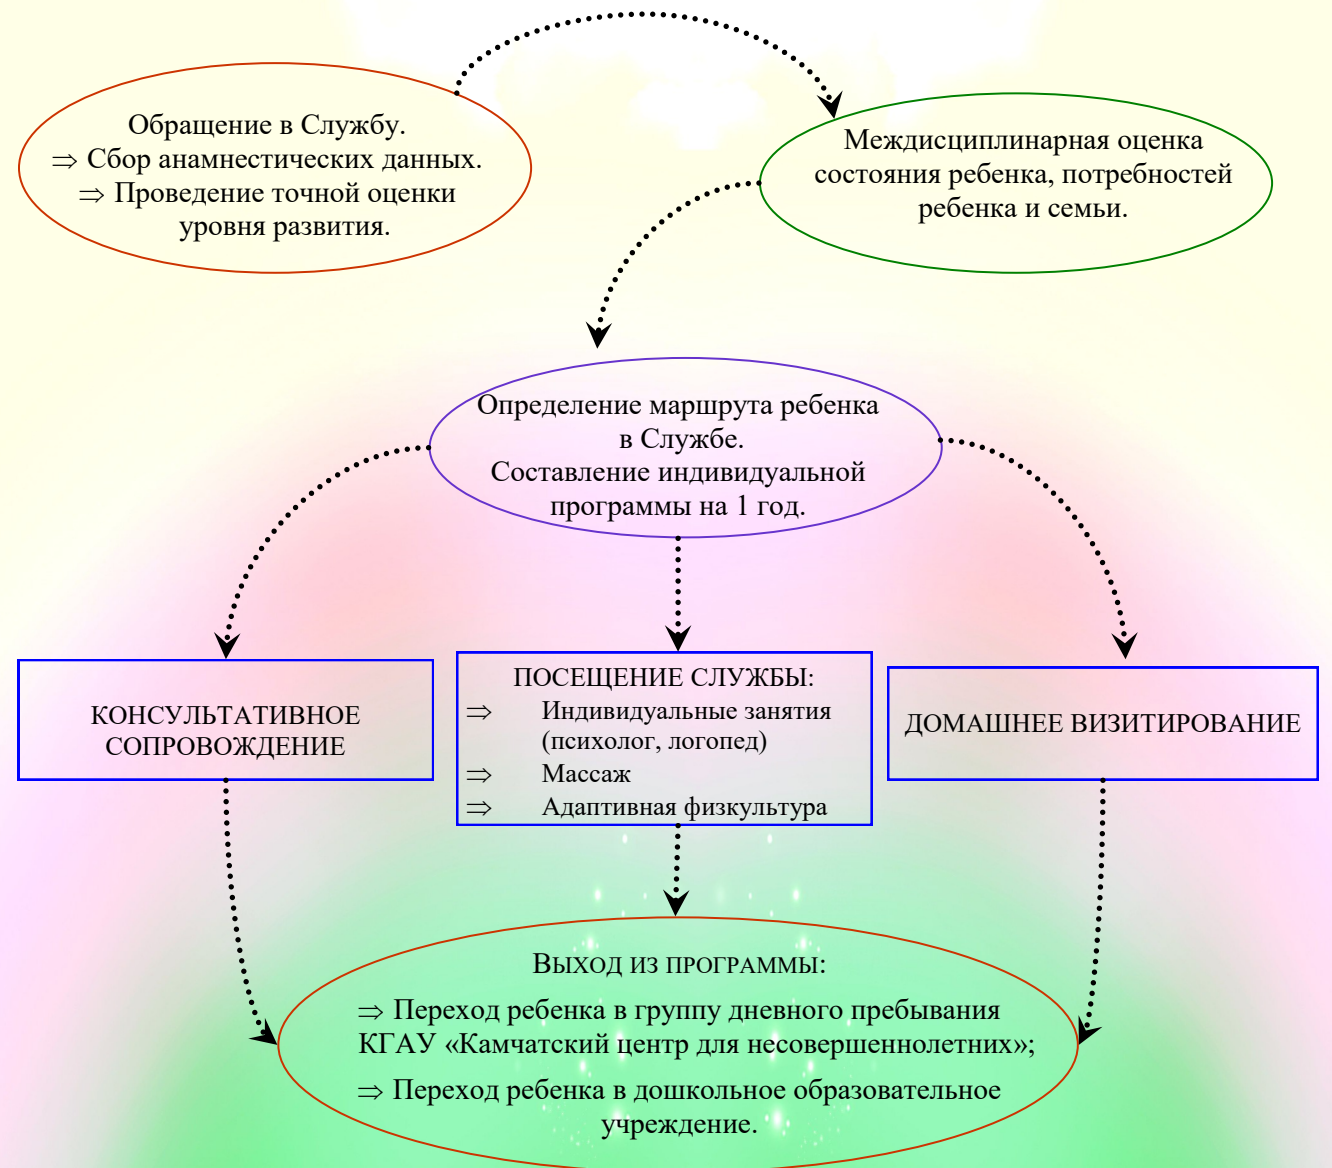 Обращение в Службу.
⇒ Сбор анамнестических данных.
⇒ Проведение точной оценки
уровня развития.
Междисциплинарная оценка
состояния ребенка, потребностей
ребенка и семьи.
Определение маршрута ребенка
в Службе.
Составление индивидуальной
программы на 1 год.
КОНСУЛЬТАТИВНОЕ
СОПРОВОЖДЕНИЕ
ПОСЕЩЕНИЕ СЛУЖБЫ:
⇒ Индивидуальные занятия
(психолог, логопед)
⇒ Массаж
⇒ Адаптивная физкультура
ДОМАШНЕЕ ВИЗИТИРОВАНИЕ
ВЫХОД ИЗ ПРОГРАММЫ:
⇒ Переход ребенка в группу дневного пребывания
КГАУ «Камчатский центр для несовершеннолетних»;
⇒ Переход ребенка в дошкольное образовательное
учреждение.